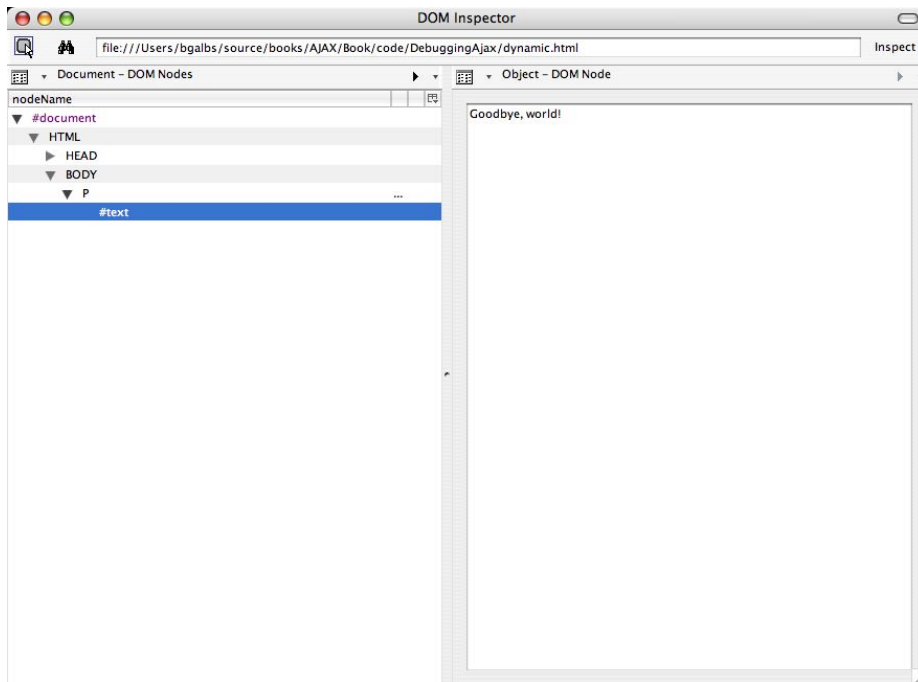 DOM Inspector
file:///Users/bgalbs/source/books/AJAX/Book/code/DebuggingAjax/dynamic.html
Inspect
Document – DOM Nodes
Object – DOM Node
nodeName
#document
HTML
HEAD
BODY
P
...
#text
Goodbye, world!